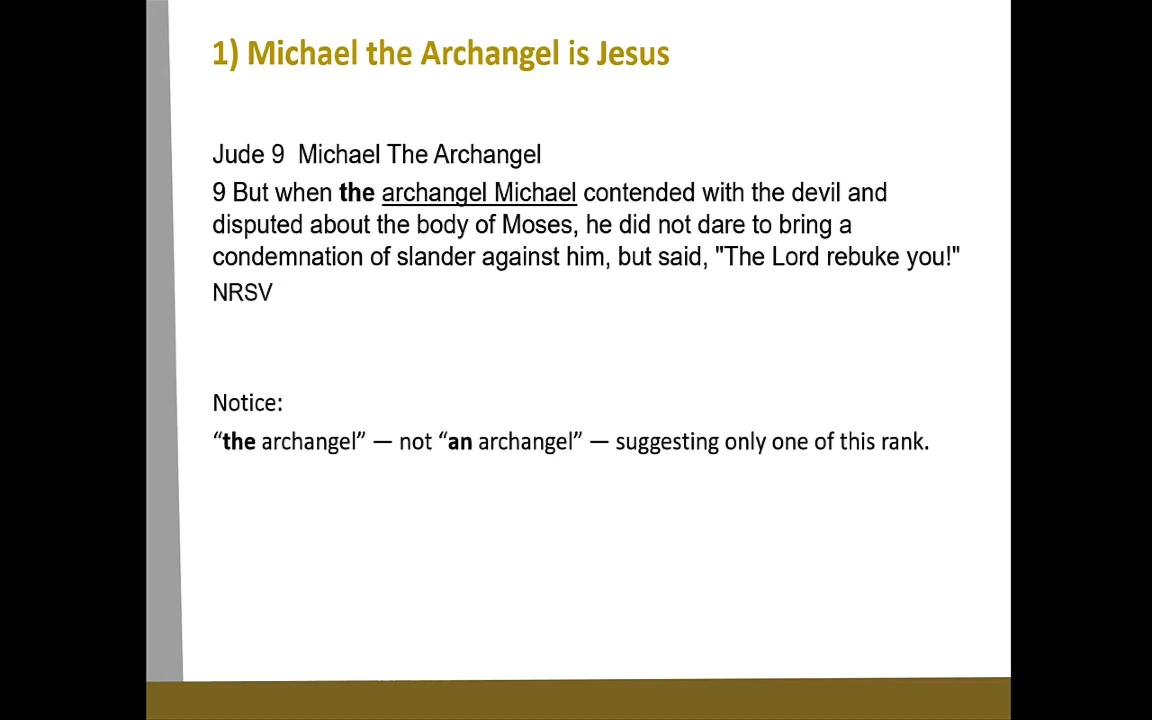 1) Michael the Archangel is Jesus
Jude 9 Michael The Archangel
9 But when the archangel Michael contended with the devil and
disputed about the body of Moses, he did not dare to bring a
condemnation of slander against him, but said, "The Lord rebuke you!"
NRSV
Notice:
“the archangel” — not “an archangel” — suggesting only one of this rank.